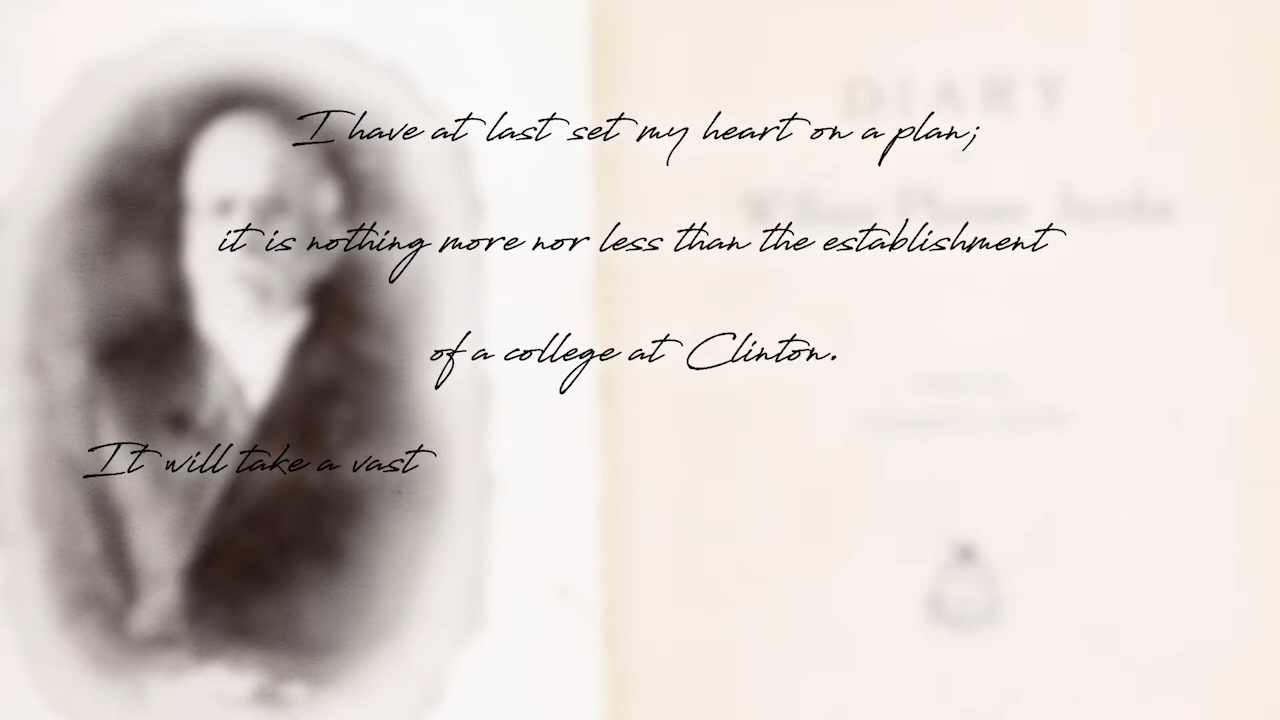 I have at last set my heart on a plan;
it is nothing more nor less than the establishment
of a college at Clinton.
It will take a vast
DIARY